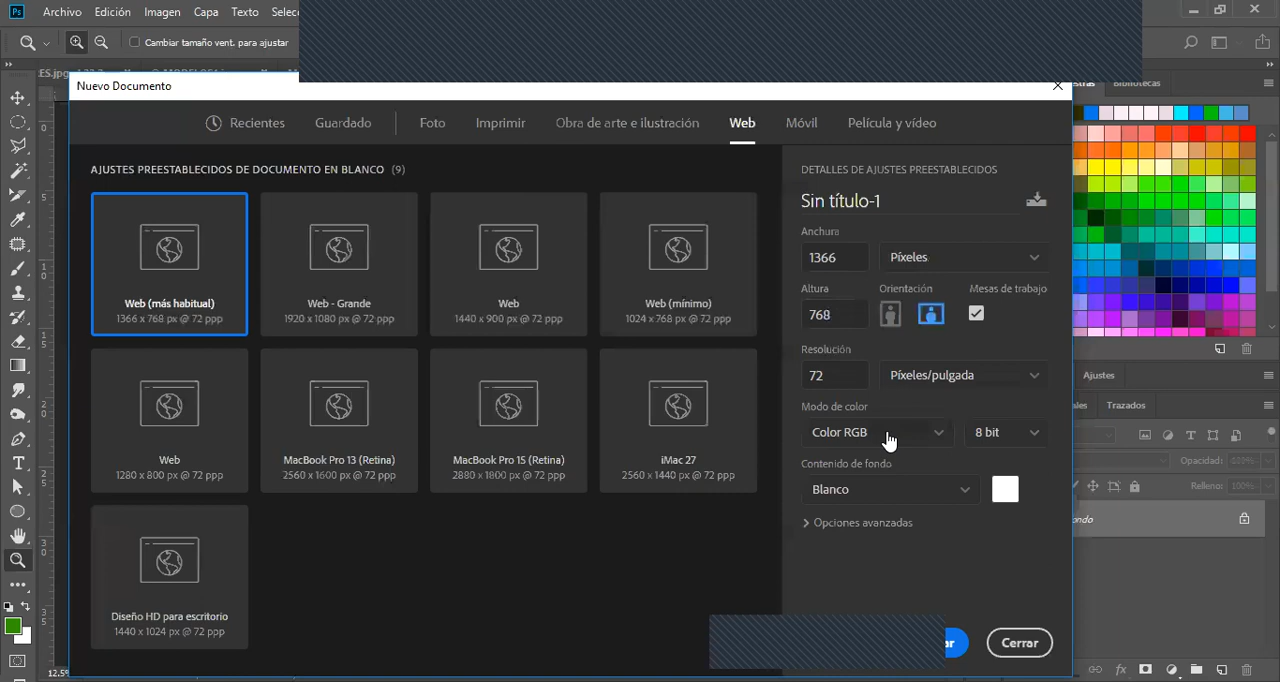 Ps Archivo Edición Imagen Capa Texto Selec
Cambiar tamaño vent. para ajustar
Bibliotecas
Nuevo Documento
Recientes Guardado Foto Imprimir Obra de arte e ilustración Web Móvil Película y vídeo
AJUSTES PREESTABLECIDOS DE DOCUMENTO EN BLANCO (9)
Web (más habitual)
1366 x 768 px @ 72 ppp
Web - Grande
1920 x 1080 px @ 72 ppp
Web
1440 x 900 px @ 72 ppp
Web (mínimo)
1024 x 768 px @ 72 ppp
Web
1280 x 800 px @ 72 ppp
MacBook Pro 13 (Retina)
2560 x 1600 px @ 72 ppp
MacBook Pro 15 (Retina)
2880 x 1800 px @ 72 ppp
iMac 27
2560 x 1440 px @ 72 ppp
Diseño HD para escritorio
1440 x 1024 px @ 72 ppp
DETALLES DE AJUSTES PREESTABLECIDOS
Sin título-1
Anchura
1366 Píxeles
Altura Orientación Mesas de trabajo
768
Resolución
72 Píxeles/pulgada
Modo de color
Color RGB 8 bit
Contenido de fondo
Blanco
Opciones avanzadas
ar Cerrar
Ajustes
Trazados
Opacidad:
Relleno:
12.5